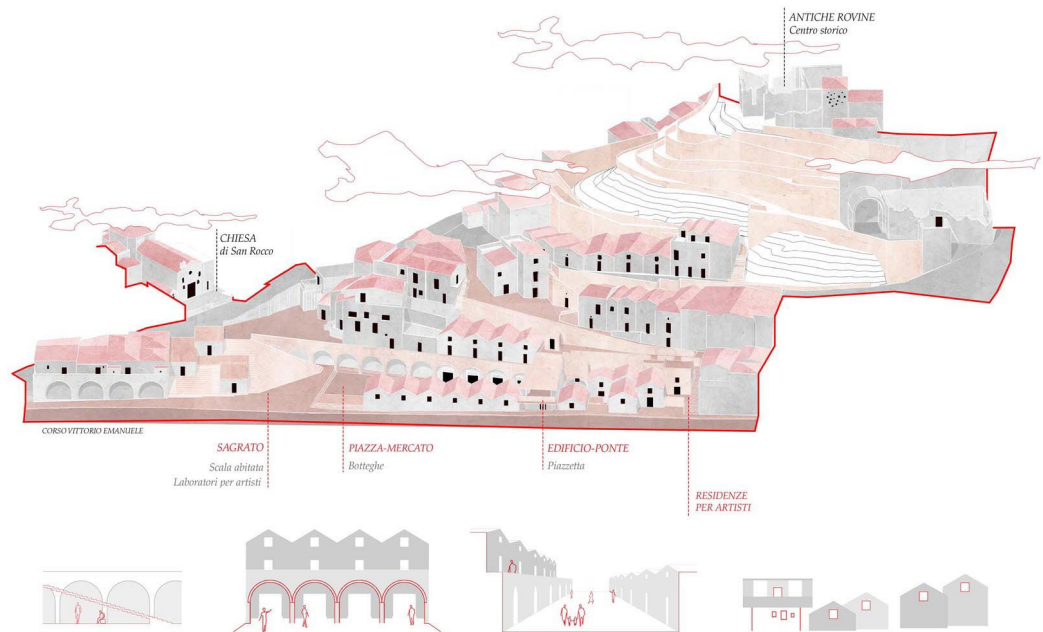 ANTICHE ROVINE
Centro storico
CHIESA
di San Rocco
CORSO VITTORIO EMANUELE
SAGRATO
Scala abitata
Laboratori per artisti
PIAZZA-MERCATO
Botteghe
EDIFICIO-PONTE
Piazzetta
RESIDENZE
PER ARTISTI